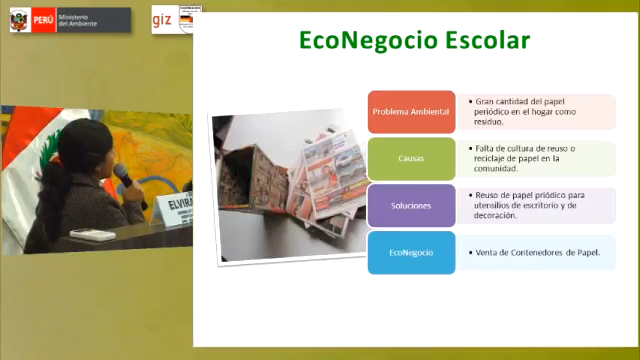 PERÚ
Ministerio
del Ambiente
giz
EcoNegocio Escolar
Problema Ambiental
• Gran cantidad del papel
periódico en el hogar como
residuo.
Causas
• Falta de cultura de reuso o
reciclaje de papel en la
comunidad.
Soluciones
• Reuso de papel priódico para
utensilios de escritorio y de
decoración.
EcoNegocio
• Venta de Contenedores de Papel.
ELVIRA